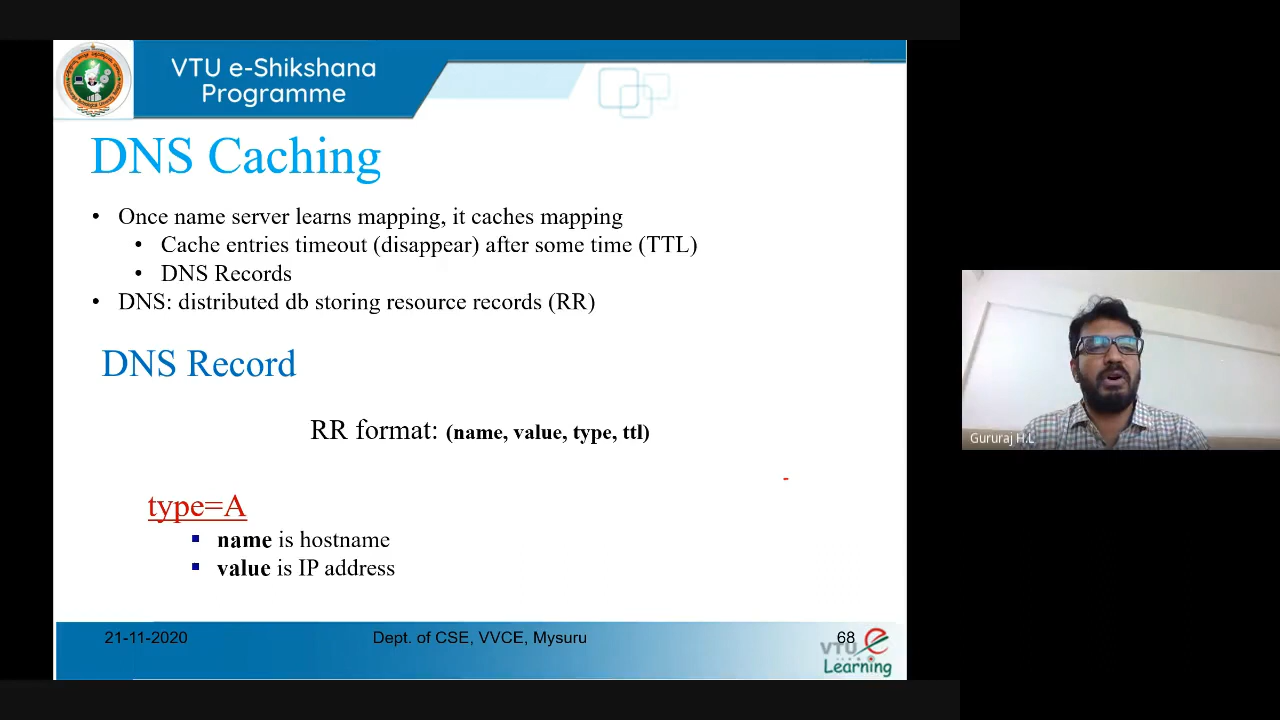 VTU e-Shikshana
Programme
DNS Caching
• Once name server learns mapping, it caches mapping
• Cache entries timeout (disappear) after some time (TTL)
• DNS Records
• DNS: distributed db storing resource records (RR)
DNS Record
RR format: (name, value, type, ttl)
type=A
▪ name is hostname
▪ value is IP address
21-11-2020
Dept. of CSE, VVCE, Mysuru
68
VTU e
Learning
Gururaj H.L